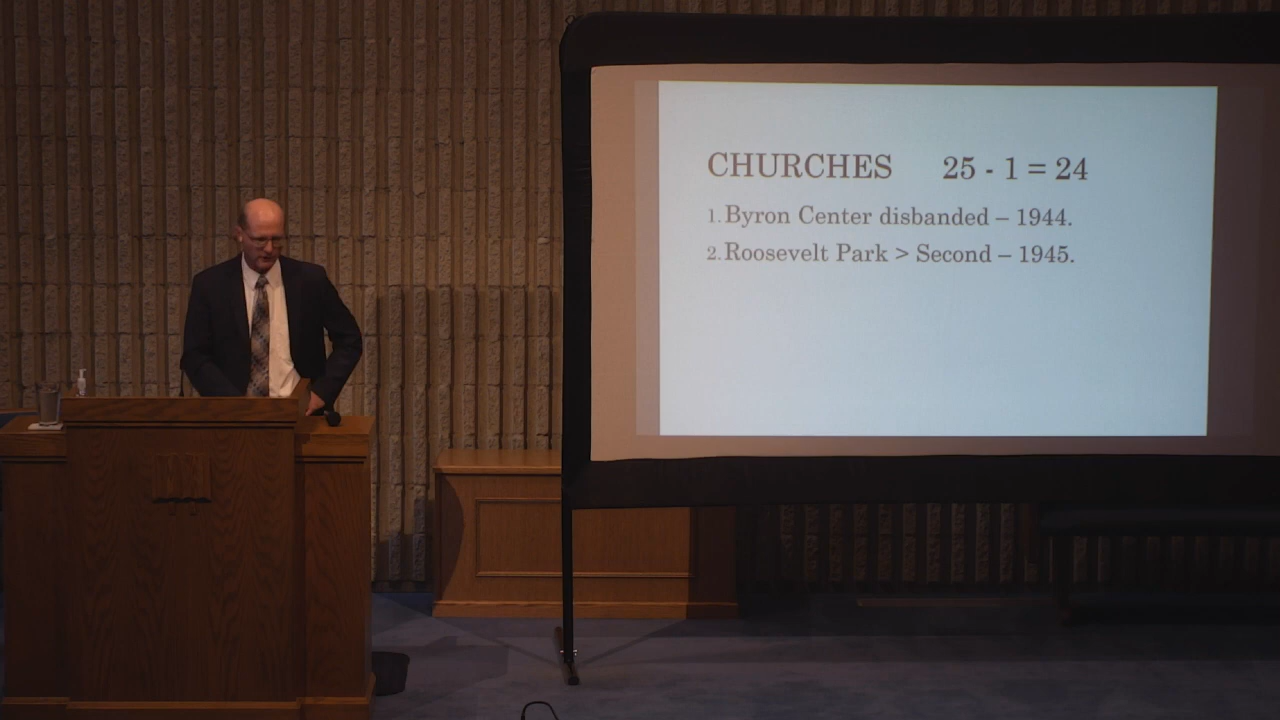 CHURCHES 25 - 1 = 24
1. Byron Center disbanded – 1944.
2. Roosevelt Park > Second – 1945.